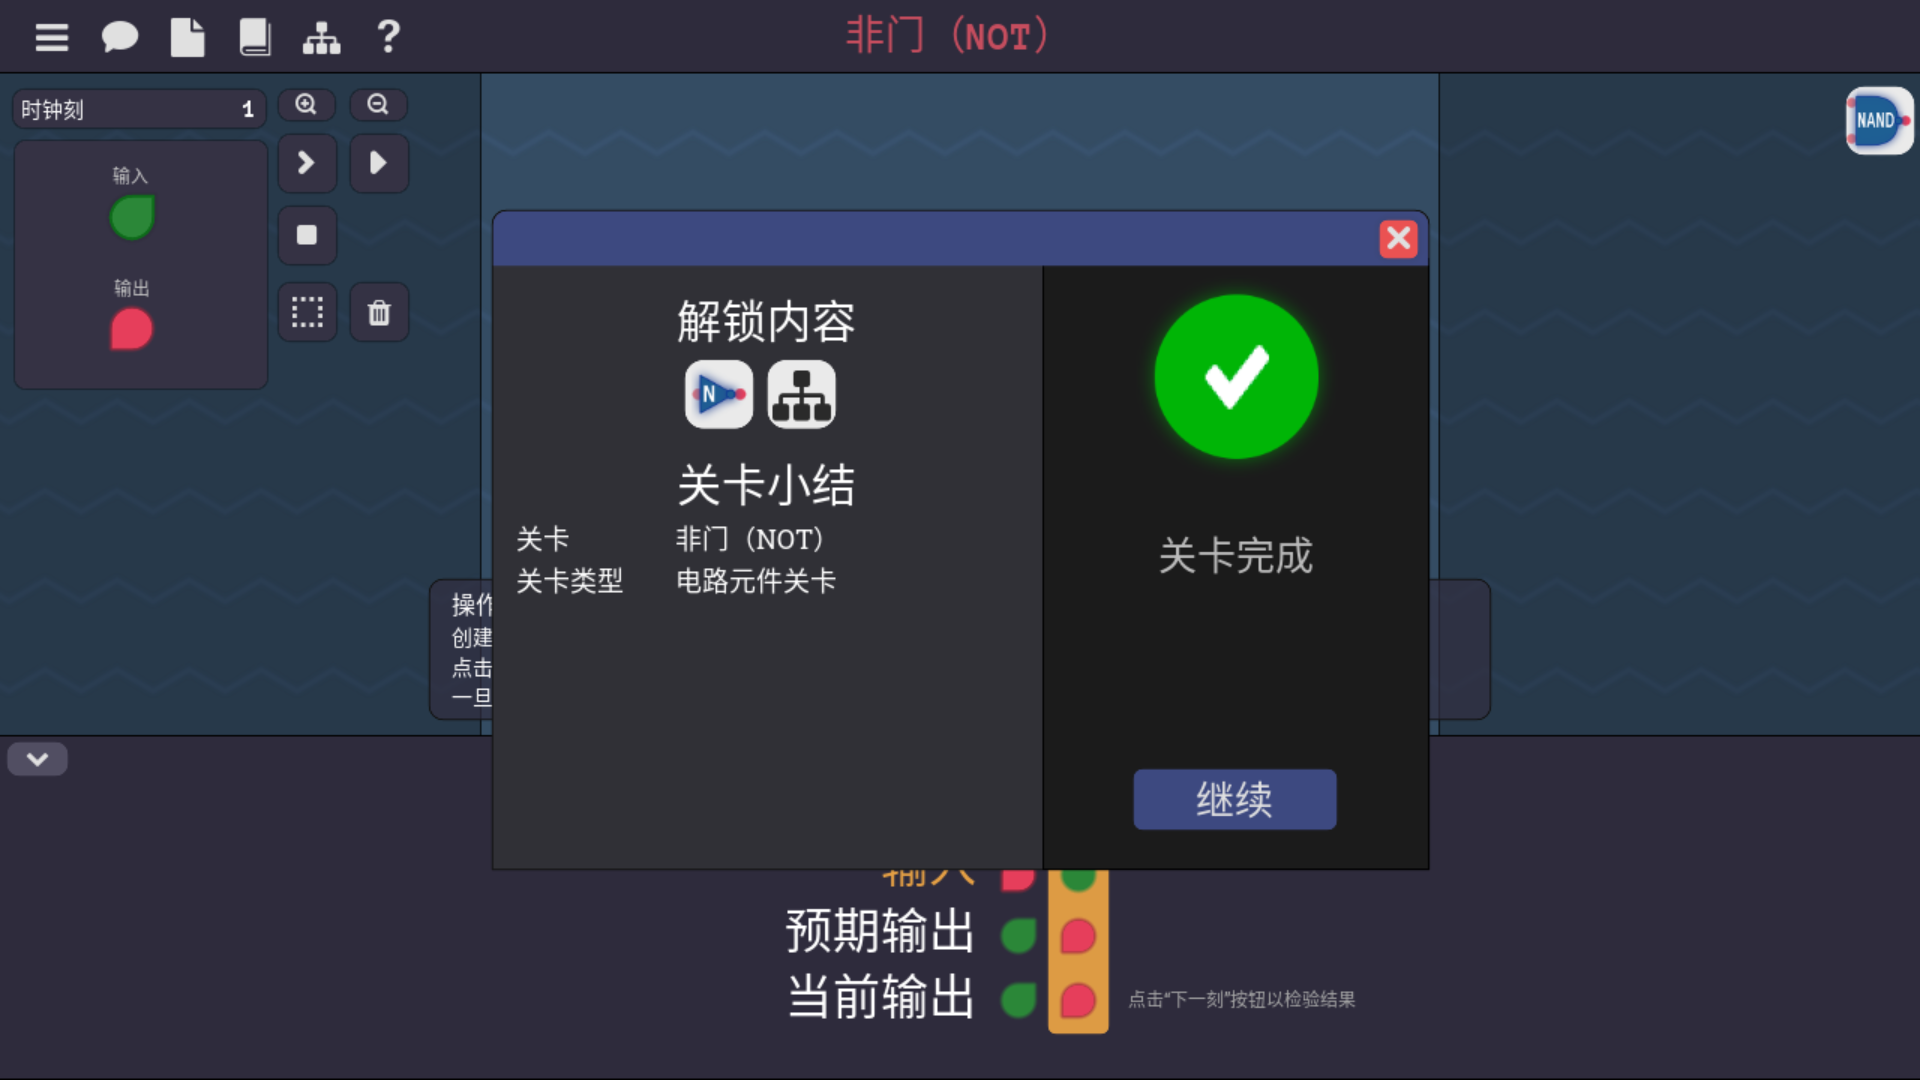 ?
非门（NOT）
时钟刻 1
输入
输出
NAND
解锁内容
N
关卡小结
关卡 非门（NOT）
关卡类型 电路元件关卡
关卡完成
继续
操作
创建
点击
一旦
输入
预期输出
当前输出
点击“下一刻”按钮以检验结果